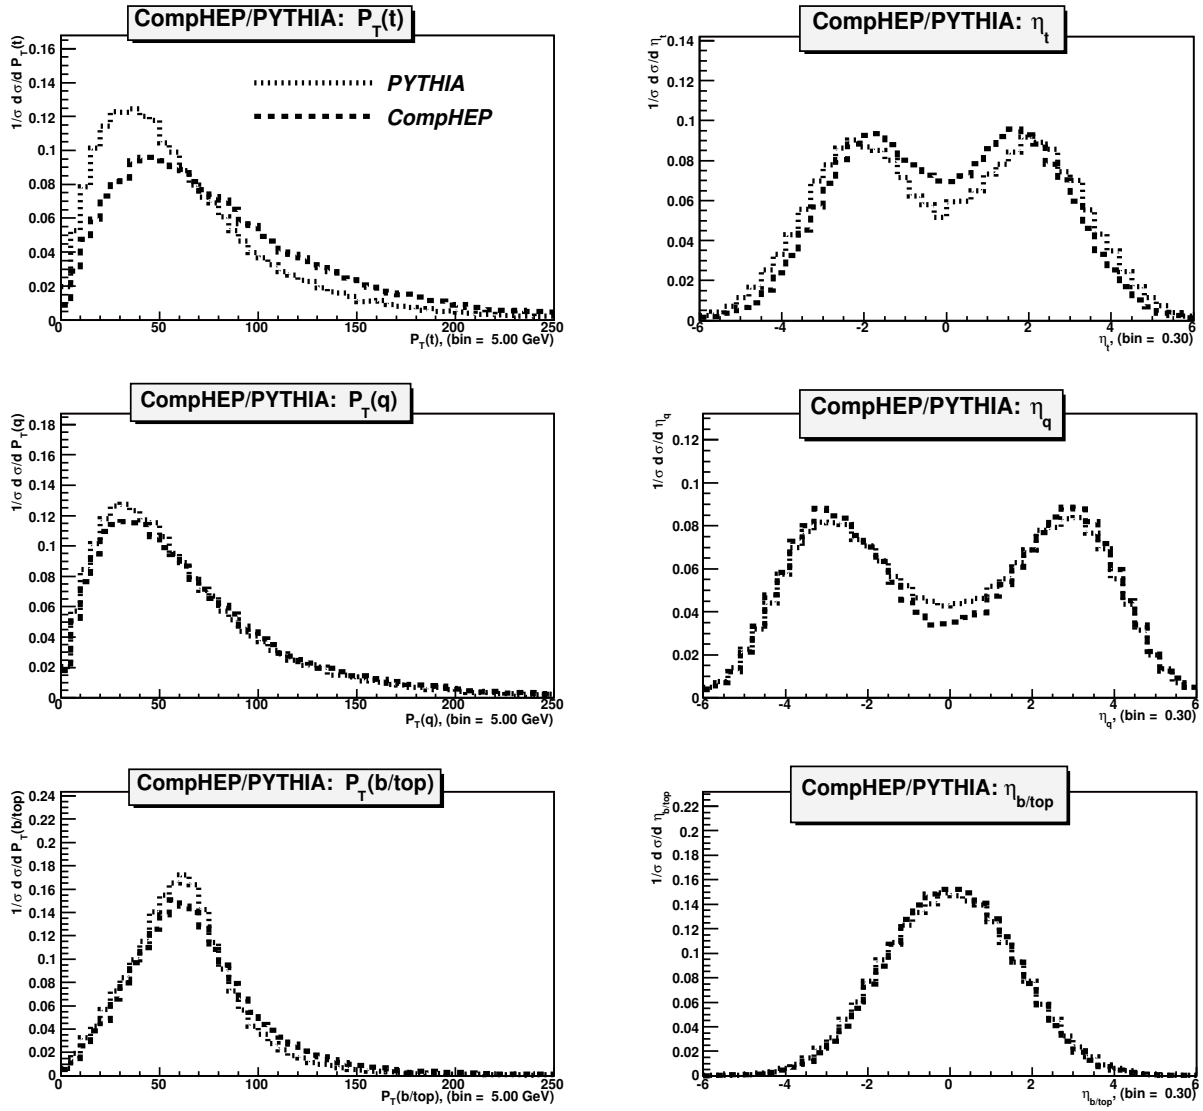 CompHEP/PYTHIA: P_T(t)
1/σ d σ/d P_T(t)
0.16
0.14
0.12
0.1
0.08
0.06
0.04
0.02
0
PYTHIA
CompHEP
0 50 100 150 200 250
P_T(t), (bin = 5.00 GeV)
CompHEP/PYTHIA: η_t
1/σ d σ/d η_t
0.14
0.12
0.1
0.08
0.06
0.04
0.02
0
-6 -4 -2 0 2 4 6
η_t, (bin = 0.30)
CompHEP/PYTHIA: P_T(q)
1/σ d σ/d P_T(q)
0.18
0.16
0.14
0.12
0.1
0.08
0.06
0.04
0.02
0
0 50 100 150 200 250
P_T(q), (bin = 5.00 GeV)
CompHEP/PYTHIA: η_q
1/σ d σ/d η_q
0.12
0.1
0.08
0.06
0.04
0.02
0
-6 -4 -2 0 2 4 6
η_q, (bin = 0.30)
CompHEP/PYTHIA: P_T(b/top)
1/σ d σ/d P_T(b/top)
0.24
0.22
0.2
0.18
0.16
0.14
0.12
0.1
0.08
0.06
0.04
0.02
0
0 50 100 150 200 250
P_T(b/top), (bin = 5.00 GeV)
CompHEP/PYTHIA: η_b/top
1/σ d σ/d η_b/top
0.22
0.2
0.18
0.16
0.14
0.12
0.1
0.08
0.06
0.04
0.02
0
-6 -4 -2 0 2 4 6
η_b/top, (bin = 0.30)